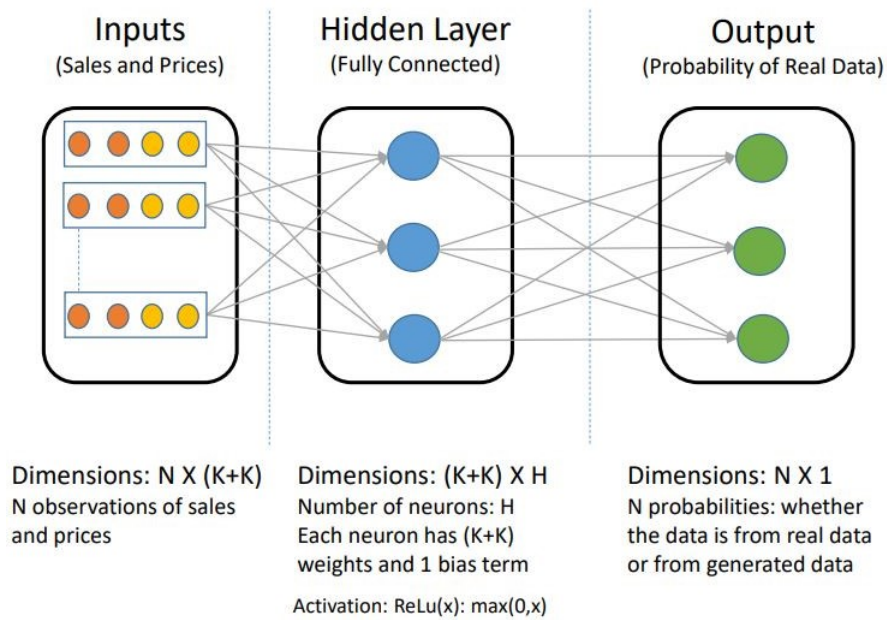 Inputs
(Sales and Prices)
Hidden Layer
(Fully Connected)
Output
(Probability of Real Data)
Dimensions: N X (K+K)
N observations of sales
and prices
Dimensions: (K+K) X H
Number of neurons: H
Each neuron has (K+K)
weights and 1 bias term
Activation: ReLu(x): max(0,x)
Dimensions: N X 1
N probabilities: whether
the data is from real data
or from generated data